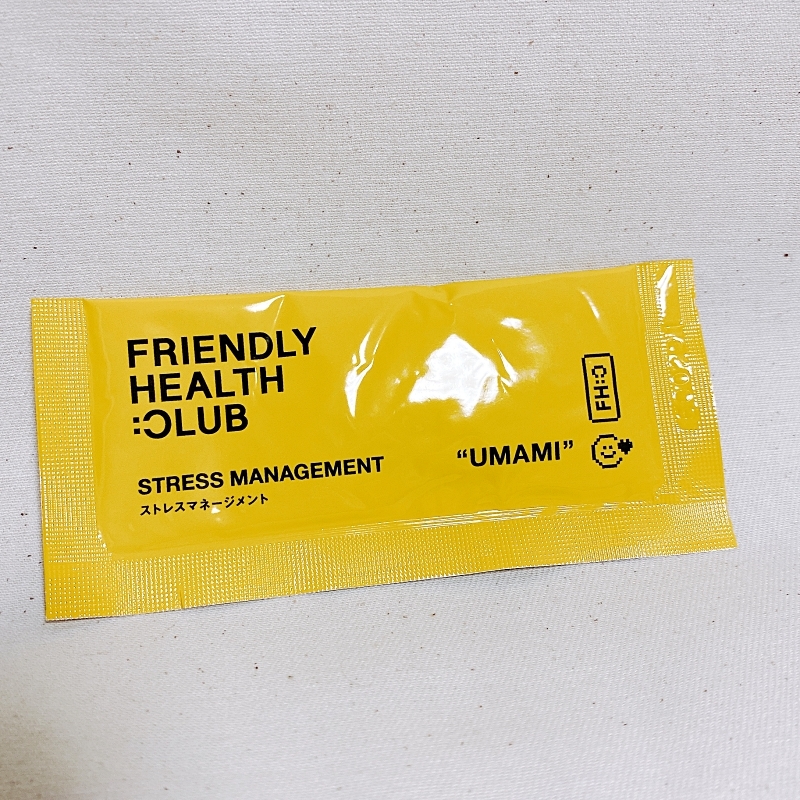 FRIENDLY
HEALTH
:CLUB
STRESS MANAGEMENT
ストレスマネージメント
“UMAMI”
FH:C